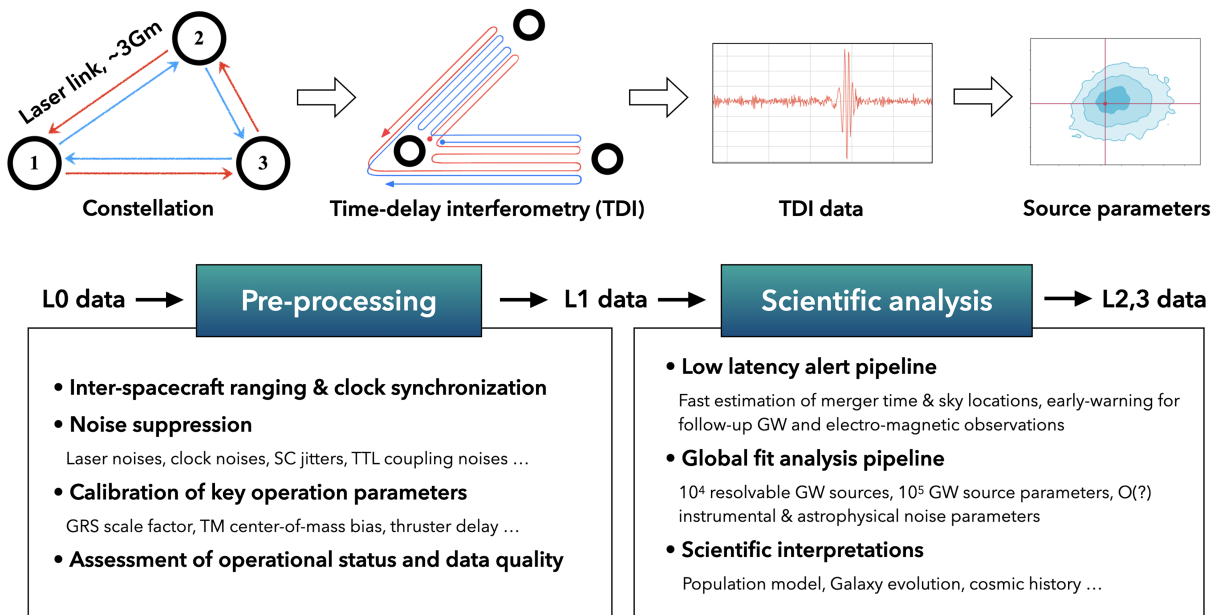 2
Laser link, ~3Gm
1
3
Constellation
Time-delay interferometry (TDI)
TDI data
Source parameters
L0 data
Pre-processing
L1 data
Scientific analysis
L2,3 data
• Inter-spacecraft ranging & clock synchronization
• Noise suppression
Laser noises, clock noises, SC jitters, TTL coupling noises ...
• Calibration of key operation parameters
GRS scale factor, TM center-of-mass bias, thruster delay ...
• Assessment of operational status and data quality
• Low latency alert pipeline
Fast estimation of merger time & sky locations, early-warning for
follow-up GW and electro-magnetic observations
• Global fit analysis pipeline
10⁴ resolvable GW sources, 10⁵ GW source parameters, O(?)
instrumental & astrophysical noise parameters
• Scientific interpretations
Population model, Galaxy evolution, cosmic history ...